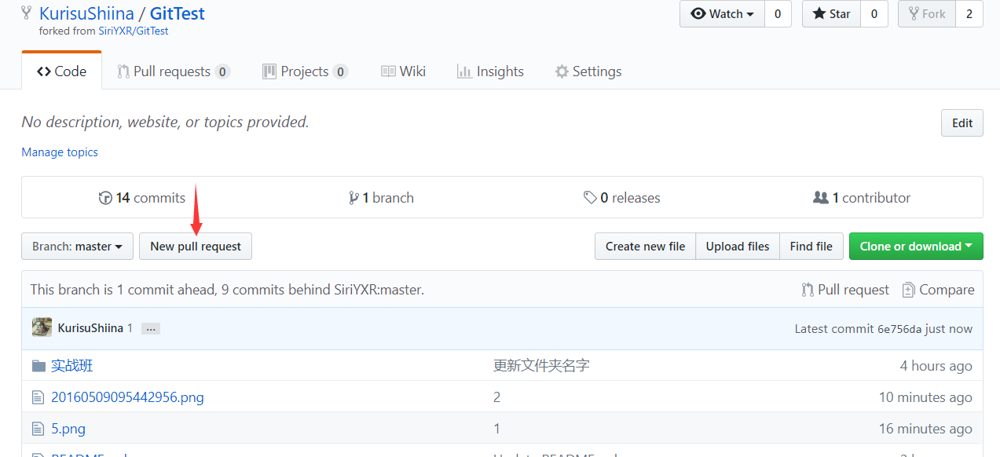 KurisuShiina / GitTest
Watch 0 Star 0 Fork 2
forked from SiriYXR/GitTest
Code Pull requests 0 Projects 0 Wiki Insights Settings
No description, website, or topics provided.
Edit
Manage topics
14 commits 1 branch 0 releases 1 contributor
Branch: master New pull request Create new file Upload files Find file Clone or download
This branch is 1 commit ahead, 9 commits behind SiriYXR:master. Pull request Compare
KurisuShiina 1 ... Latest commit 6e756da just now
实战班 更新文件夹名字 4 hours ago
20160509095442956.png 2 10 minutes ago
5.png 1 16 minutes ago